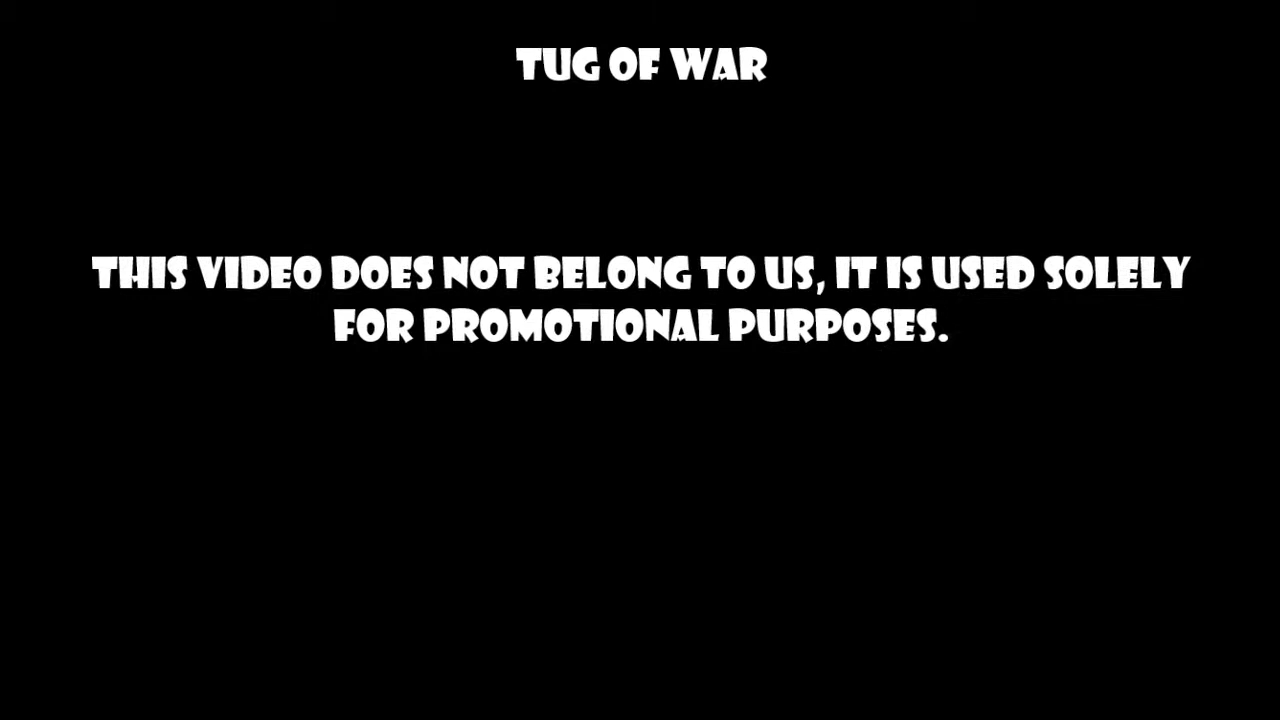 TUG OF WAR
THIS VIDEO DOES NOT BELONG TO US, IT IS USED SOLELY
FOR PROMOTIONAL PURPOSES.